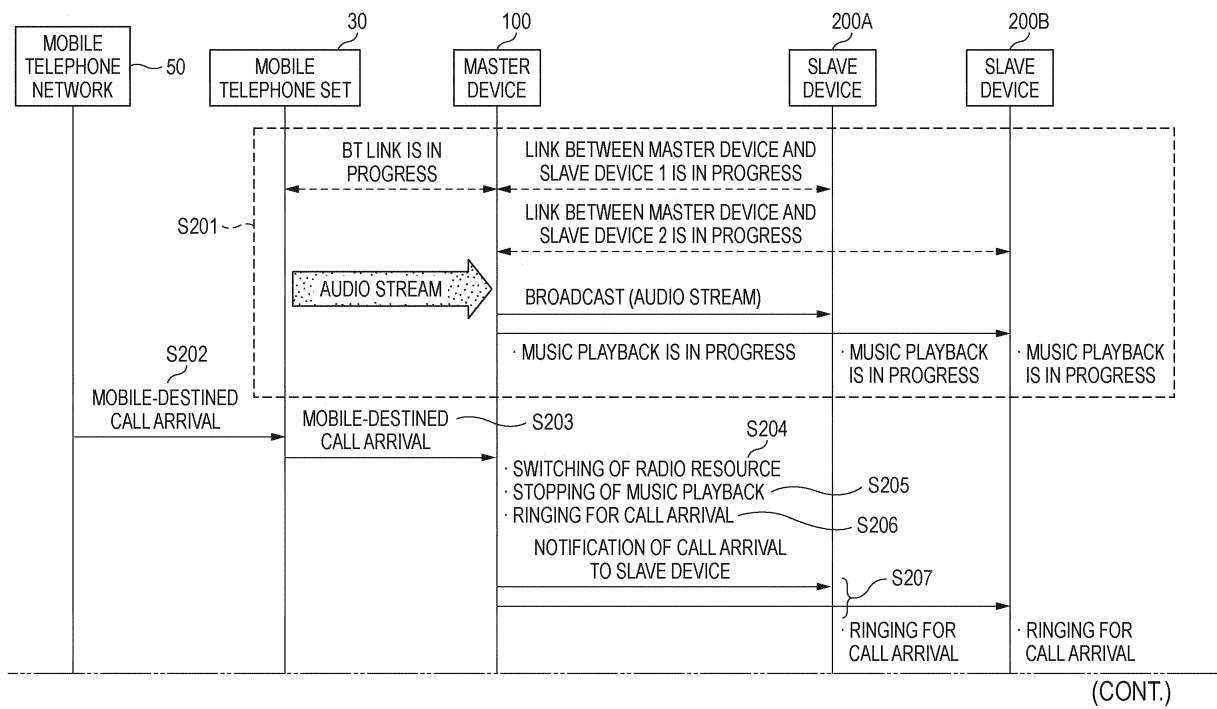 MOBILE
TELEPHONE
NETWORK
50
30
MOBILE
TELEPHONE SET
100
MASTER
DEVICE
200A
SLAVE
DEVICE
200B
SLAVE
DEVICE
S201
BT LINK IS IN
PROGRESS
LINK BETWEEN MASTER DEVICE AND
SLAVE DEVICE 1 IS IN PROGRESS
LINK BETWEEN MASTER DEVICE AND
SLAVE DEVICE 2 IS IN PROGRESS
AUDIO STREAM
BROADCAST (AUDIO STREAM)
· MUSIC PLAYBACK IS IN PROGRESS
· MUSIC PLAYBACK
IS IN PROGRESS
· MUSIC PLAYBACK
IS IN PROGRESS
S202
MOBILE-DESTINED
CALL ARRIVAL
MOBILE-DESTINED
CALL ARRIVAL
S203
S204
· SWITCHING OF RADIO RESOURCE
· STOPPING OF MUSIC PLAYBACK
S205
· RINGING FOR CALL ARRIVAL
S206
NOTIFICATION OF CALL ARRIVAL
TO SLAVE DEVICE
S207
· RINGING FOR
CALL ARRIVAL
· RINGING FOR
CALL ARRIVAL
(CONT.)